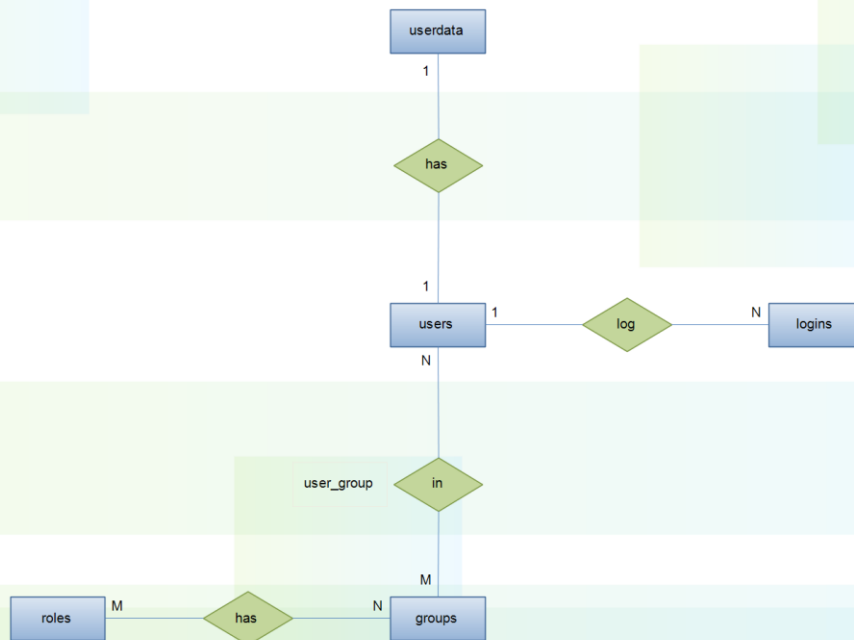 userdata
1
has
1
users
1
log
N
logins
N
user_group
in
M
roles
M
has
N
groups